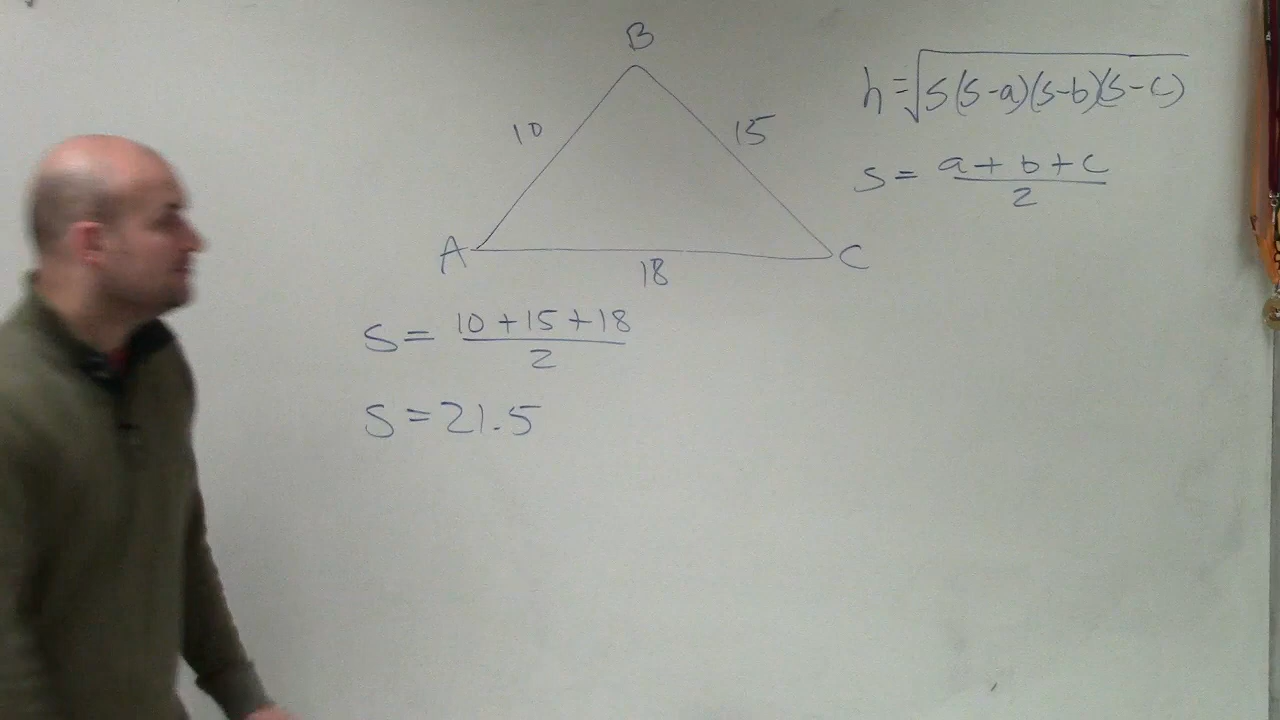 B
10
15
A
C
18
h = √s(s-a)(s-b)(s-c)
s = a + b + c
2
s = 10 + 15 + 18
2
s = 21.5